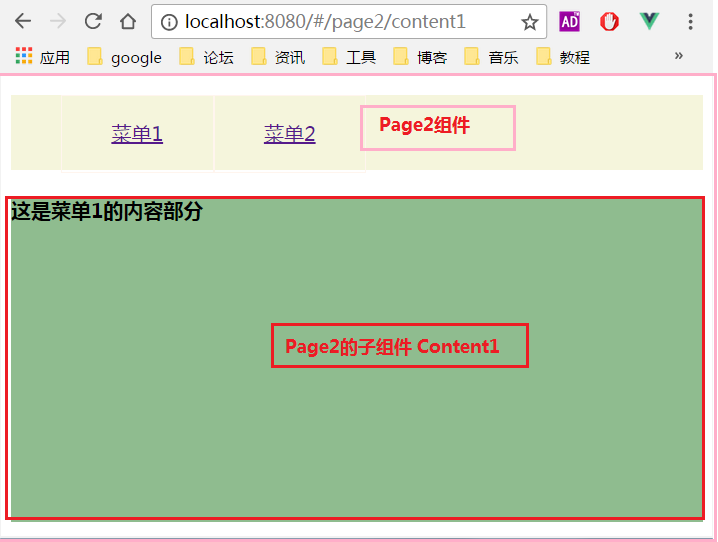 localhost:8080/#/page2/content1
AD
应用 google 论坛 资讯 工具 博客 音乐 教程 »
菜单1 菜单2 Page2组件
这是菜单1的内容部分
Page2的子组件 Content1